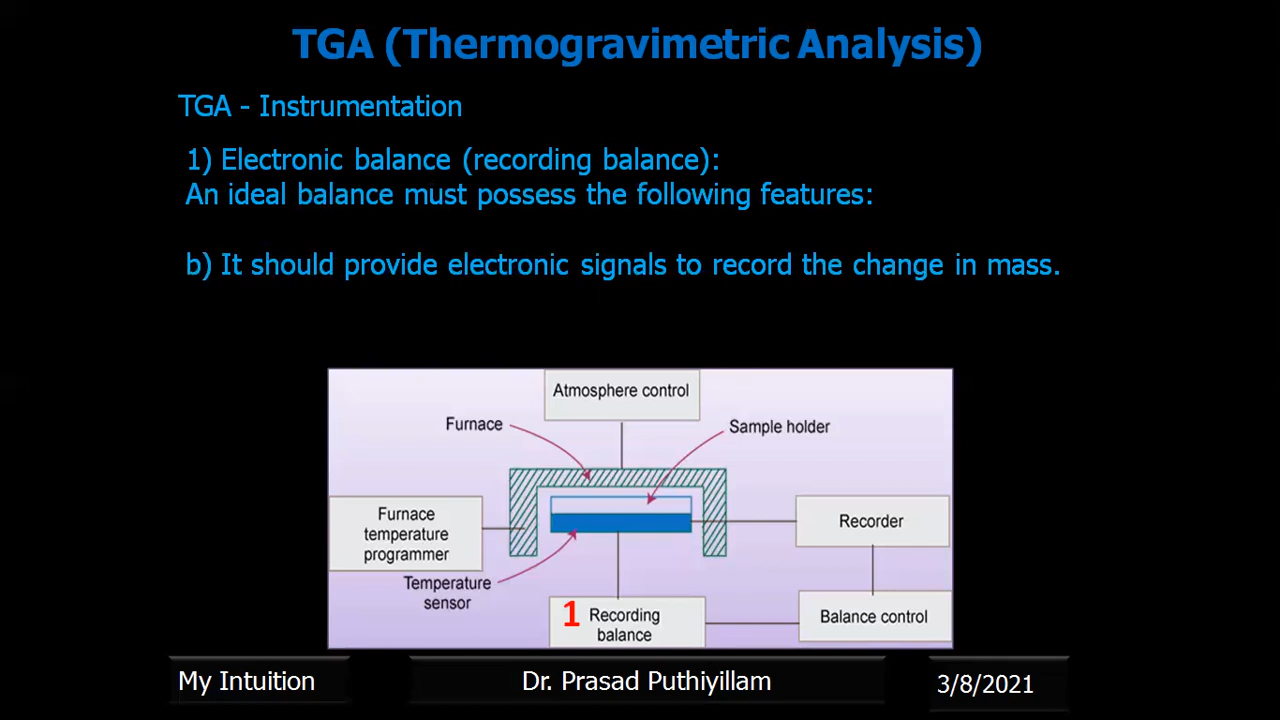 TGA (Thermogravimetric Analysis)
TGA - Instrumentation
1) Electronic balance (recording balance):
An ideal balance must possess the following features:
b) It should provide electronic signals to record the change in mass.
Atmosphere control
Furnace
Sample holder
Furnace
temperature
programmer
Recorder
Temperature
sensor
1 Recording
balance
Balance control
My Intuition
Dr. Prasad Puthiyillam
3/8/2021